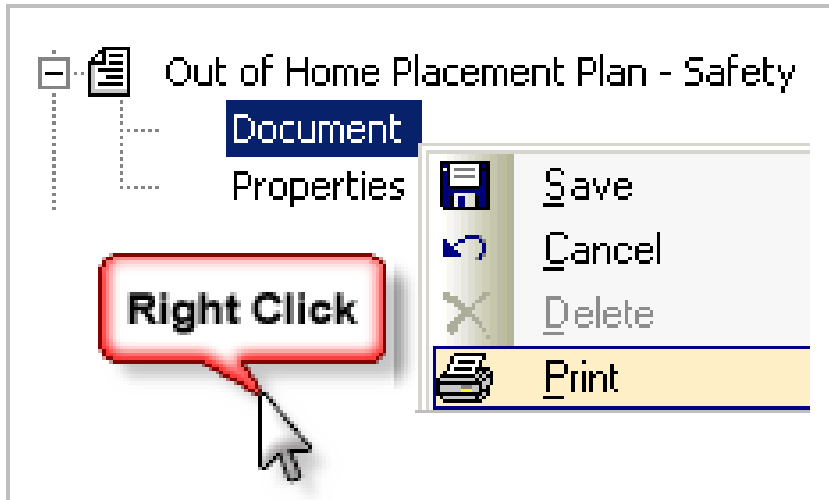 Out of Home Placement Plan - Safety
Document
Properties
Save
Cancel
Delete
Print
Right Click